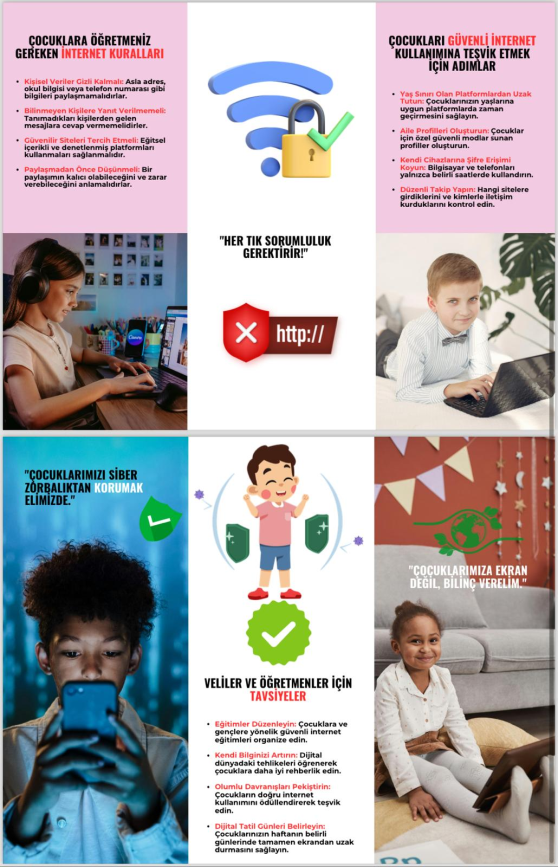 ÇOCUKLARA ÖĞRETMENİZ
GEREKEN İNTERNET KURALLARI
Kişisel Veriler Gizli Kalmalı: Asla adres,
okul bilgisi veya telefon numarası gibi
bilgileri paylaşmamalıdırlar.
Bilinmeyen Kişilere Yanıt Verilmemeli:
Tanımadıkları kişilerden gelen
mesajlara cevap vermemelidirler.
Güvenilir Siteleri Tercih Etmeli: Eğitsel
içerikli ve denetlenmiş platformları
kullanmaları sağlanmalıdır.
Paylaşmadan Önce Düşünmeli: Bir
paylaşımın kalıcı olabileceğini ve zarar
verebileceğini anlamalıdırlar.
"HER TIK SORUMLULUK
GEREKTİRİR!"
http://
ÇOCUKLARI GÜVENLİ İNTERNET
KULLANIMINA TEŞVİK ETMEK
İÇİN ADIMLAR
Yaş Sınırı Olan Platformlardan Uzak
Tutun: Çocuklarınızın yaşlarına
uygun platformlarda zaman
geçirmesini sağlayın.
Aile Profilleri Oluşturun: Çocuklar
için özel güvenli modlar sunan
profiller oluşturun.
Kendi Cihazlarına Şifre Erişimi
Koyun: Bilgisayar ve telefonları
yalnızca belirli saatlerde kullandırın.
Düzenli Takip Yapın: Hangi sitelere
girdiklerini ve kimlerle iletişim
kurduklarını kontrol edin.
"ÇOCUKLARIMIZI SİBER
ZORBALIKTAN KORUMAK
ELİMİZDE."
VELİLER VE ÖĞRETMENLER İÇİN
TAVSİYELER
Eğitimler Düzenleyin: Çocuklara ve
gençlere yönelik güvenli internet
eğitimleri organize edin.
Kendi Bilginizi Artırın: Dijital
dünyadaki tehlikeleri öğrenerek
çocuklara daha iyi rehberlik edin.
Olumlu Davranışları Pekiştirin:
Çocukların doğru internet
kullanımını ödüllendirerek teşvik
edin.
Dijital Tatil Günleri Belirleyin:
Çocuklarınızın haftanın belirli
günlerinde tamamen ekrandan uzak
durmasını sağlayın.
"ÇOCUKLARIMIZA EKRAN
DEĞİL, BİLİNÇ VERELİM."